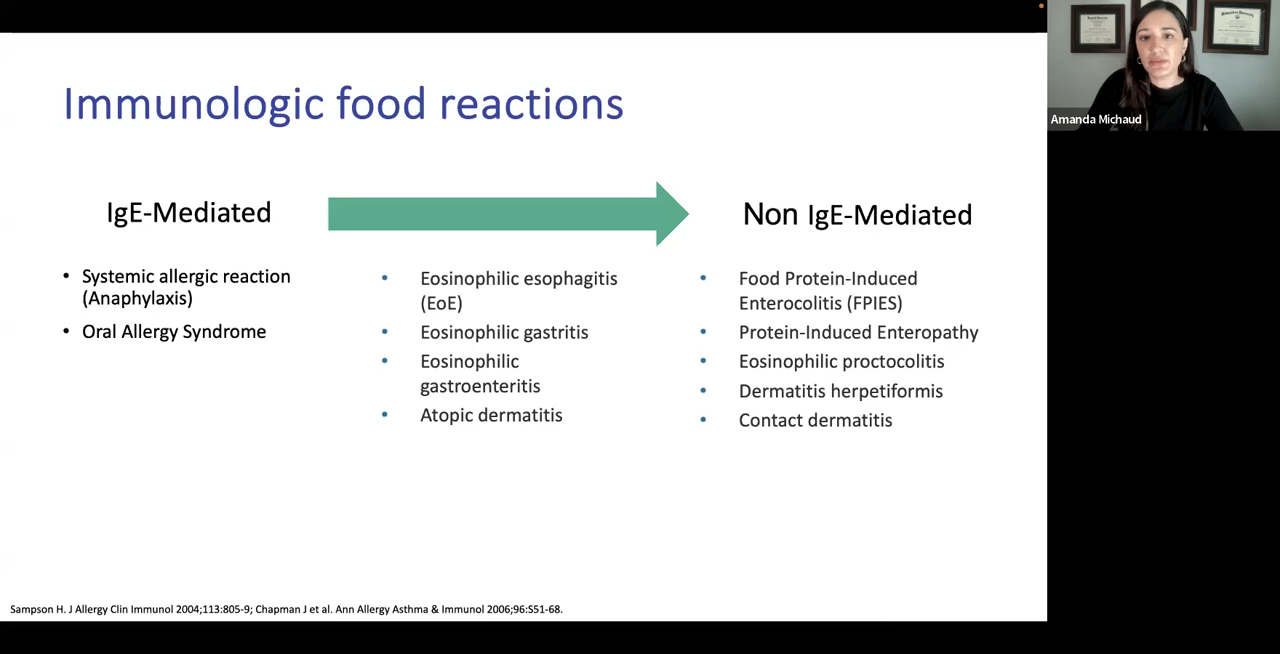 Immunologic food reactions
IgE-Mediated
• Systemic allergic reaction
(Anaphylaxis)
• Oral Allergy Syndrome
• Eosinophilic esophagitis
(EoE)
• Eosinophilic gastritis
• Eosinophilic
gastroenteritis
• Atopic dermatitis
Non IgE-Mediated
• Food Protein-Induced
Enterocolitis (FPIES)
• Protein-Induced Enteropathy
• Eosinophilic proctocolitis
• Dermatitis herpetiformis
• Contact dermatitis
Sampson H. J Allergy Clin Immunol 2004;113:805-9; Chapman J et al. Ann Allergy Asthma & Immunol 2006;96:S51-68.
Amanda Michaud